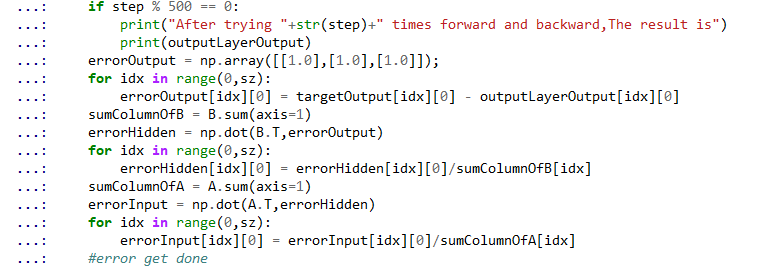 ...:     if step % 500 == 0:
...:         print("After trying "+str(step)+" times forward and backward,The result is")
...:         print(outputLayerOutput)
...:     errorOutput = np.array([[1.0],[1.0],[1.0]]);
...:     for idx in range(0,sz):
...:         errorOutput[idx][0] = targetOutput[idx][0] - outputLayerOutput[idx][0]
...:     sumColumnOfB = B.sum(axis=1)
...:     errorHidden = np.dot(B.T,errorOutput)
...:     for idx in range(0,sz):
...:         errorHidden[idx][0] = errorHidden[idx][0]/sumColumnOfB[idx]
...:     sumColumnOfA = A.sum(axis=1)
...:     errorInput = np.dot(A.T,errorHidden)
...:     for idx in range(0,sz):
...:         errorInput[idx][0] = errorInput[idx][0]/sumColumnOfA[idx]
...:     #error get done